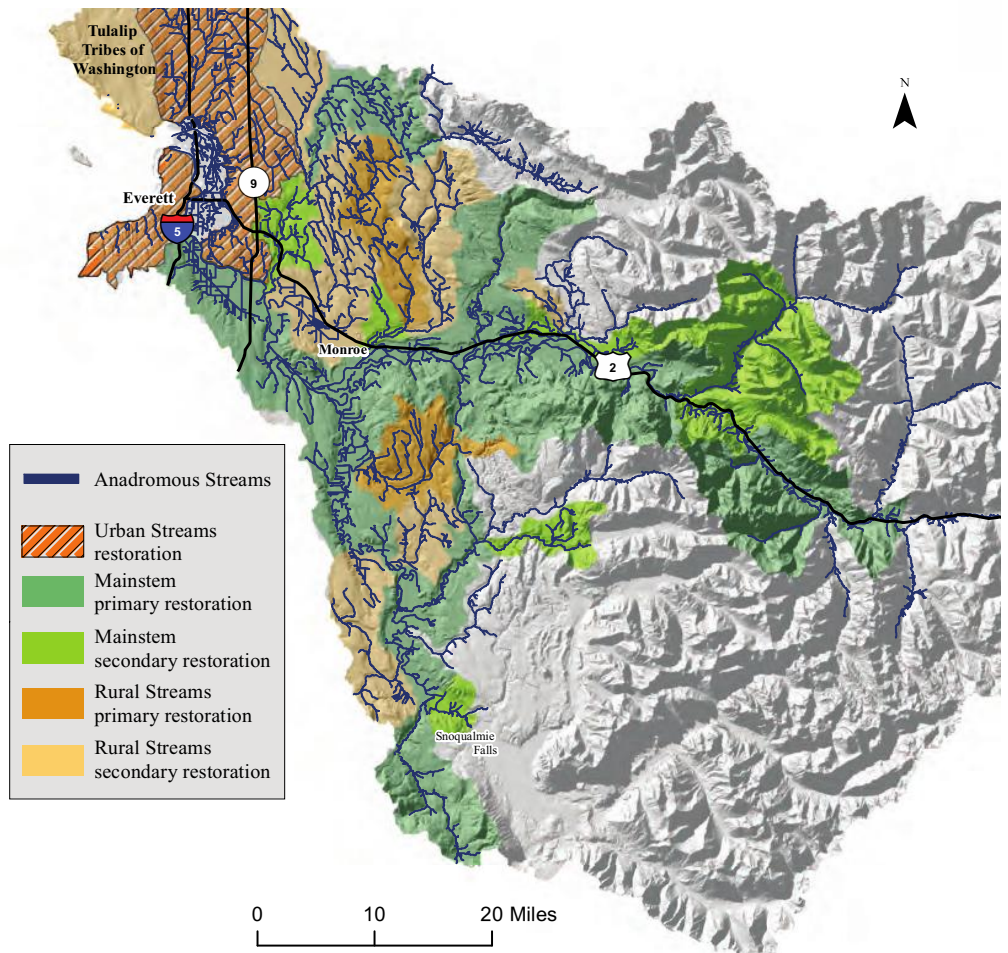 Tulalip
Tribes of
Washington
N
Everett
9
5
Monroe
2
Anadromous Streams
Urban Streams
restoration
Mainstem
primary restoration
Mainstem
secondary restoration
Rural Streams
primary restoration
Rural Streams
secondary restoration
Snoqualmie
Falls
0 10 20 Miles